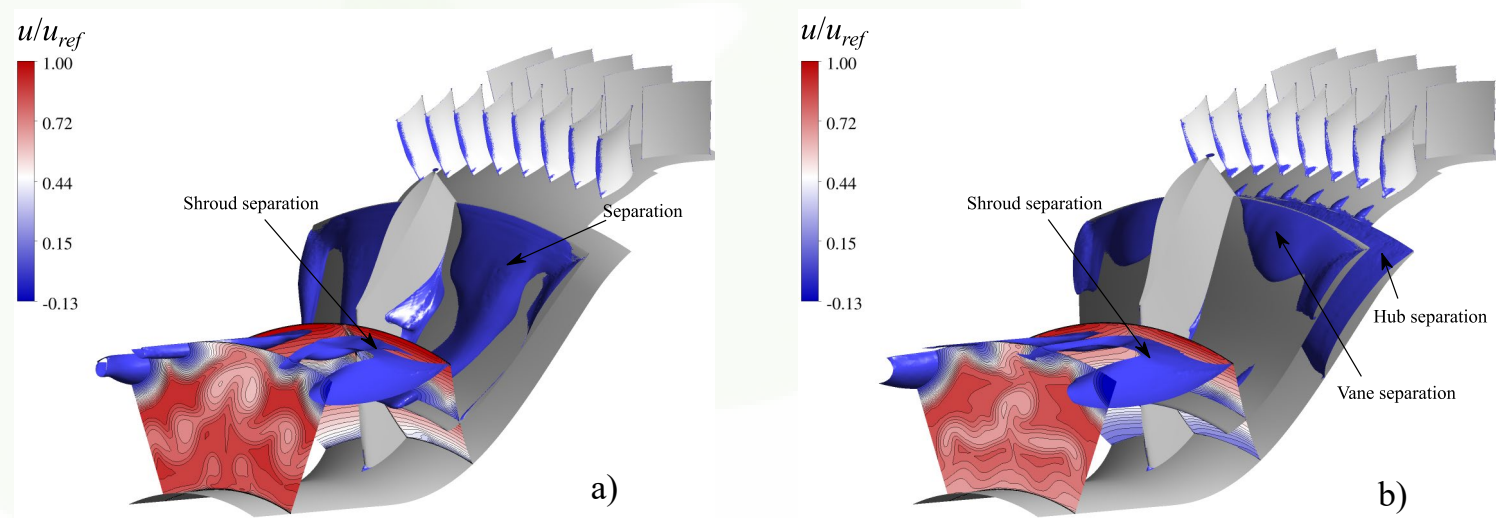 u/u_ref
1.00
0.72
0.44
0.15
-0.13
Shroud separation
Separation
a)
u/u_ref
1.00
0.72
0.44
0.15
-0.13
Shroud separation
Hub separation
Vane separation
b)